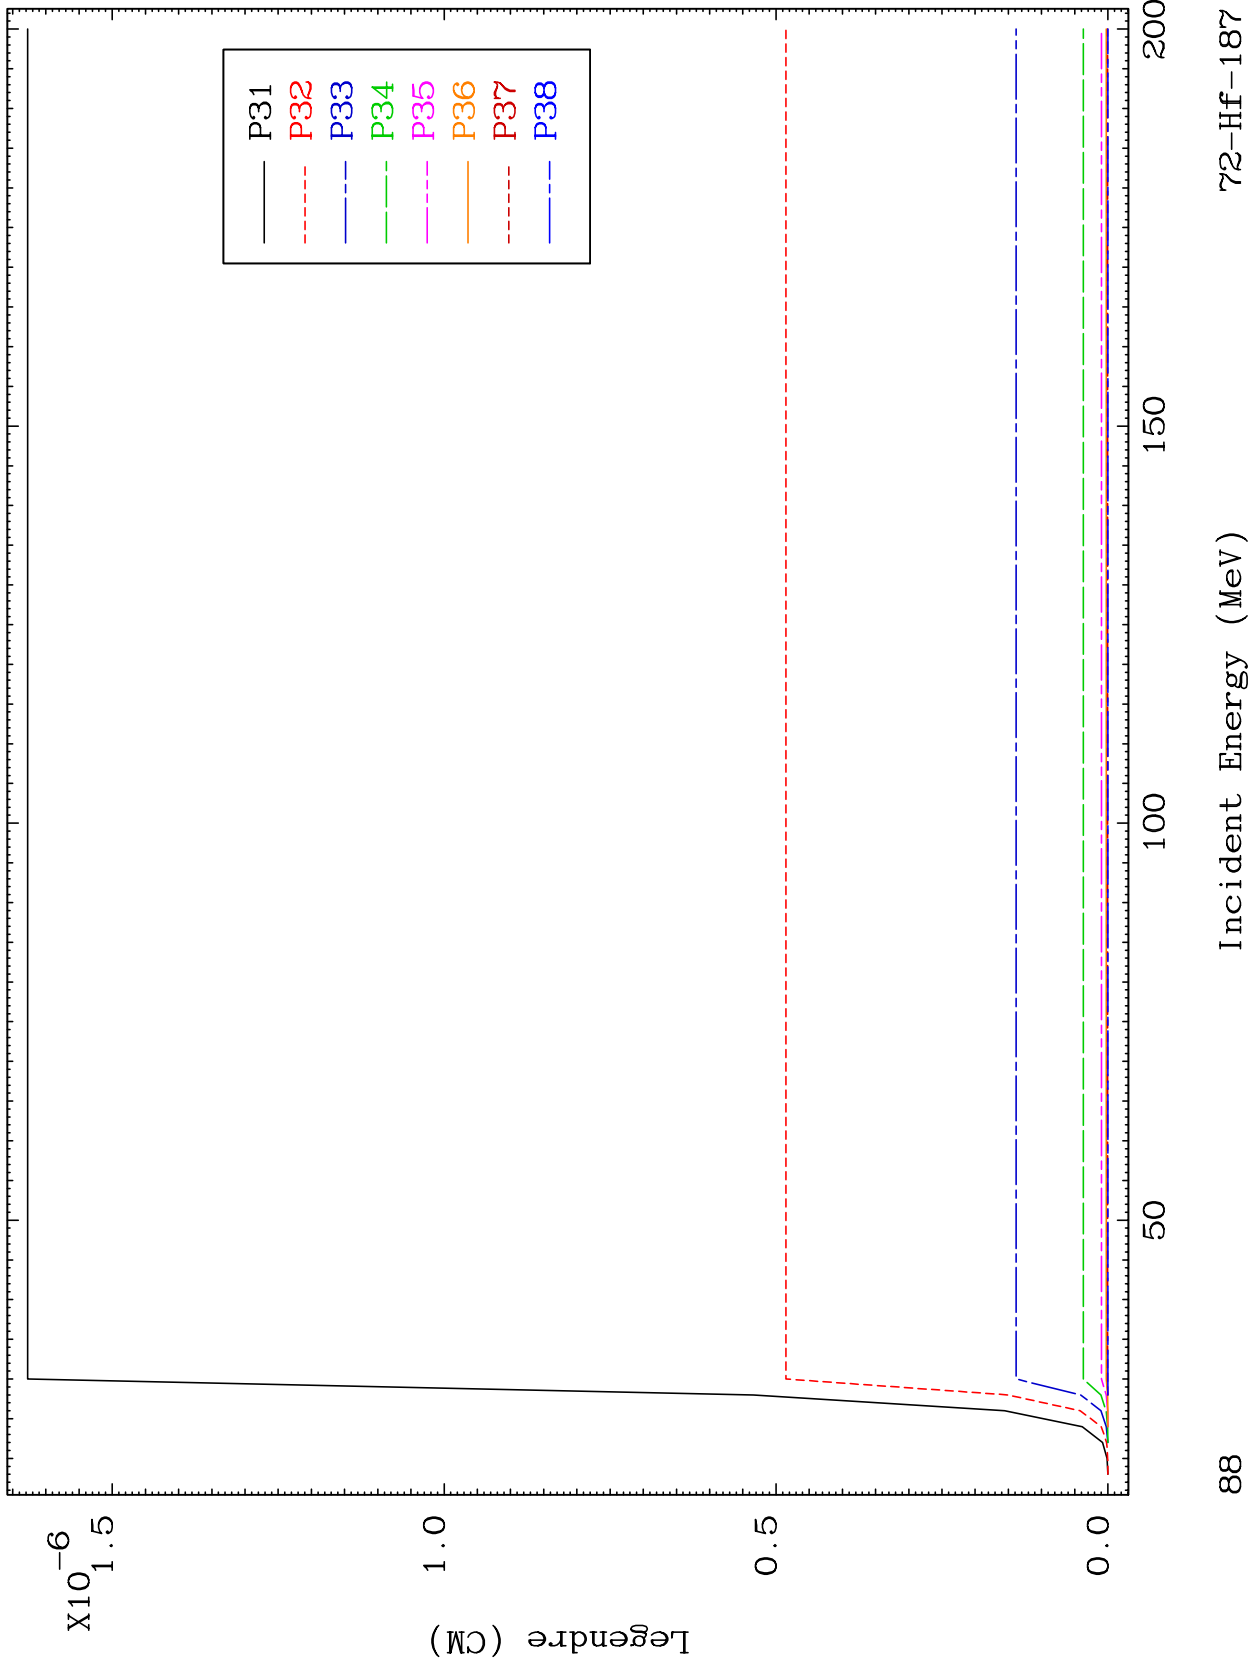 X10-6
1.5
1.0
0.5
0.0
Legendre (CM)
P31
P32
P33
P34
P35
P36
P37
P38
50
100
150
200
88
Incident Energy (MeV)
72-Hf-187